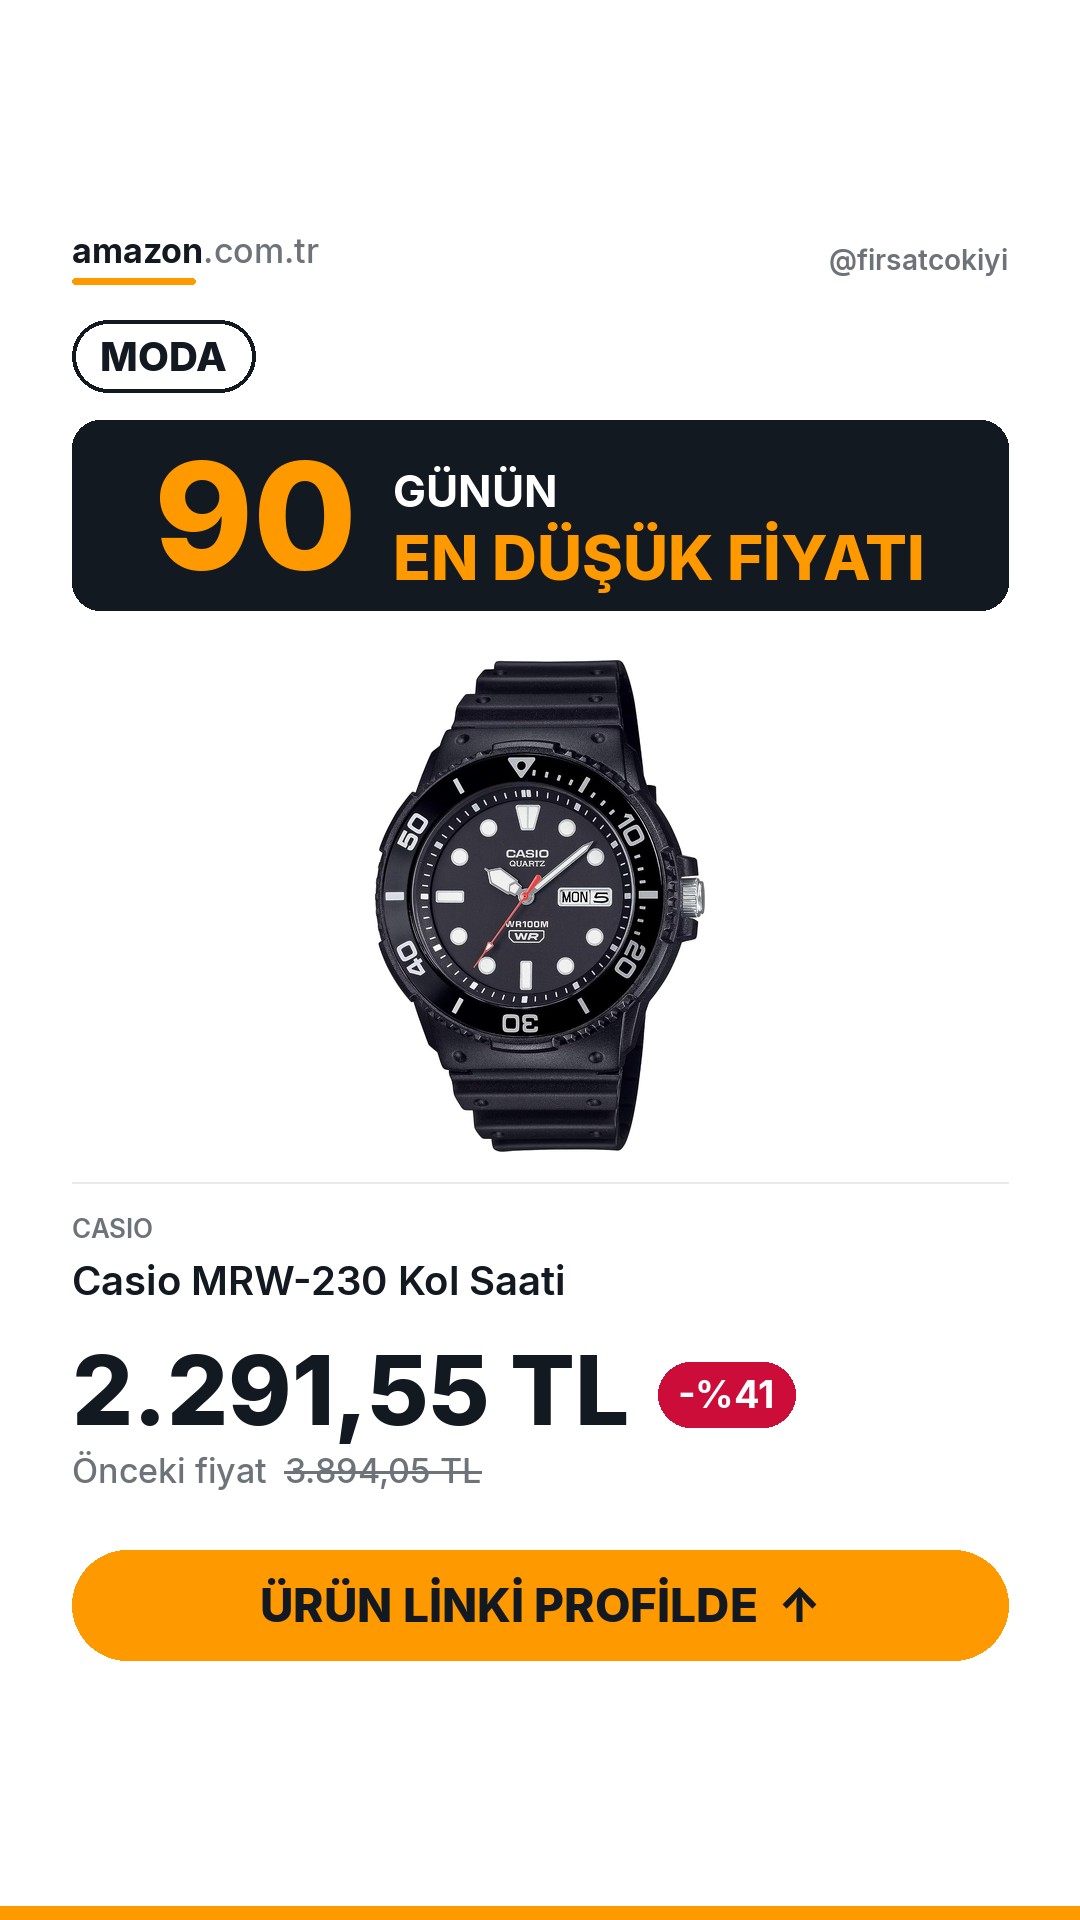 amazon.com.tr
@firsatcokiyi
MODA
90 GÜNÜN
EN DÜŞÜK FİYATI
50
10
CASIO
QUARTZ
MON 5
WR100M
WR
40
20
30
CASIO
Casio MRW-230 Kol Saati
2.291,55 TL -%41
Önceki fiyat 3.894,05 TL
ÜRÜN LİNKİ PROFİLDE ↑